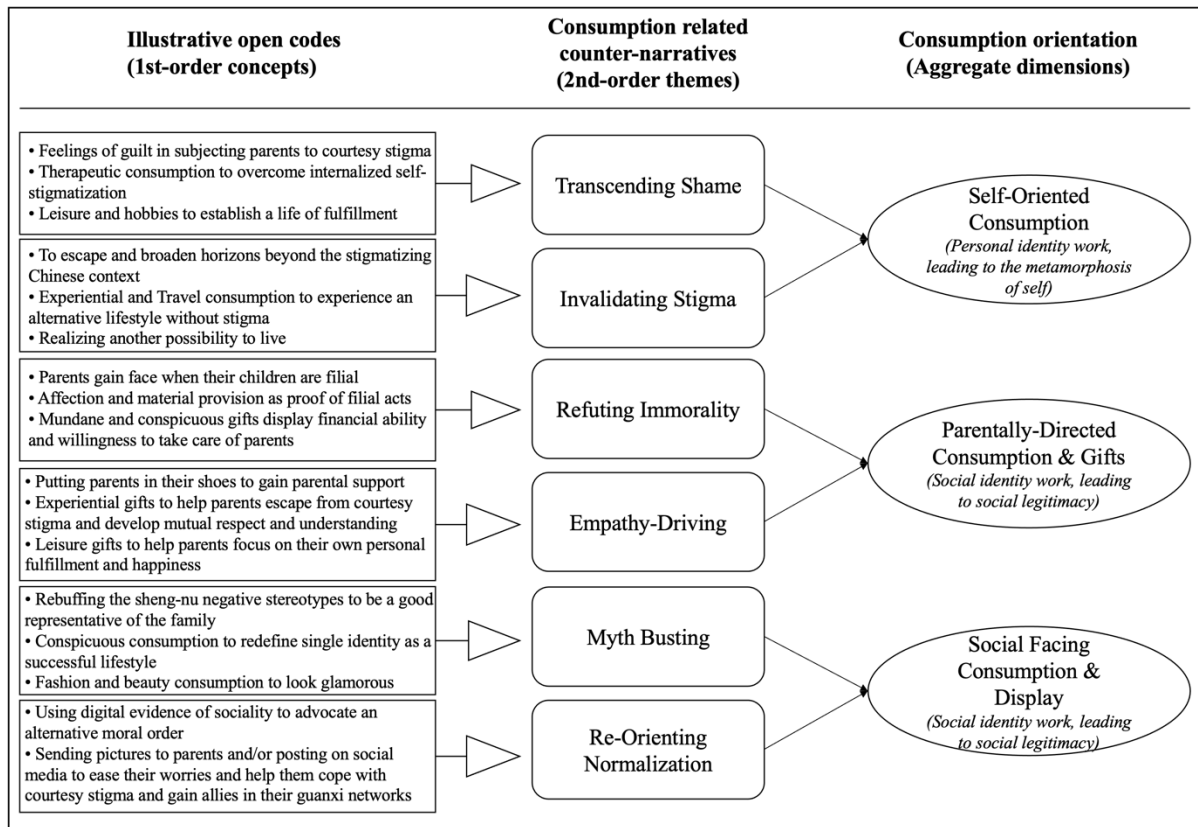 Illustrative open codes
(1st-order concepts)
Consumption related
counter-narratives
(2nd-order themes)
Consumption orientation
(Aggregate dimensions)
• Feelings of guilt in subjecting parents to courtesy stigma
• Therapeutic consumption to overcome internalized self-
stigmatization
• Leisure and hobbies to establish a life of fulfillment
Transcending Shame
• To escape and broaden horizons beyond the stigmatizing
Chinese context
• Experiential and Travel consumption to experience an
alternative lifestyle without stigma
• Realizing another possibility to live
Invalidating Stigma
Self-Oriented
Consumption
(Personal identity work,
leading to the metamorphosis
of self)
• Parents gain face when their children are filial
• Affection and material provision as proof of filial acts
• Mundane and conspicuous gifts display financial ability
and willingness to take care of parents
Refuting Immorality
• Putting parents in their shoes to gain parental support
• Experiential gifts to help parents escape from courtesy
stigma and develop mutual respect and understanding
• Leisure gifts to help parents focus on their own personal
fulfillment and happiness
Empathy-Driving
Parentally-Directed
Consumption & Gifts
(Social identity work, leading
to social legitimacy)
• Rebuffing the sheng-nu negative stereotypes to be a good
representative of the family
• Conspicuous consumption to redefine single identity as a
successful lifestyle
• Fashion and beauty consumption to look glamorous
Myth Busting
• Using digital evidence of sociality to advocate an
alternative moral order
• Sending pictures to parents and/or posting on social
media to ease their worries and help them cope with
courtesy stigma and gain allies in their guanxi networks
Re-Orienting
Normalization
Social Facing
Consumption &
Display
(Social identity work, leading
to social legitimacy)